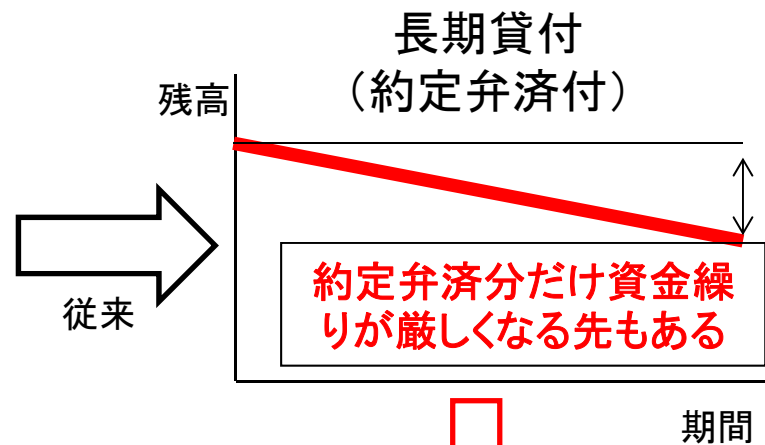 長期貸付
（約定弁済付）
残高
従来
約定弁済分だけ資金繰
りが厳しくなる先もある
期間